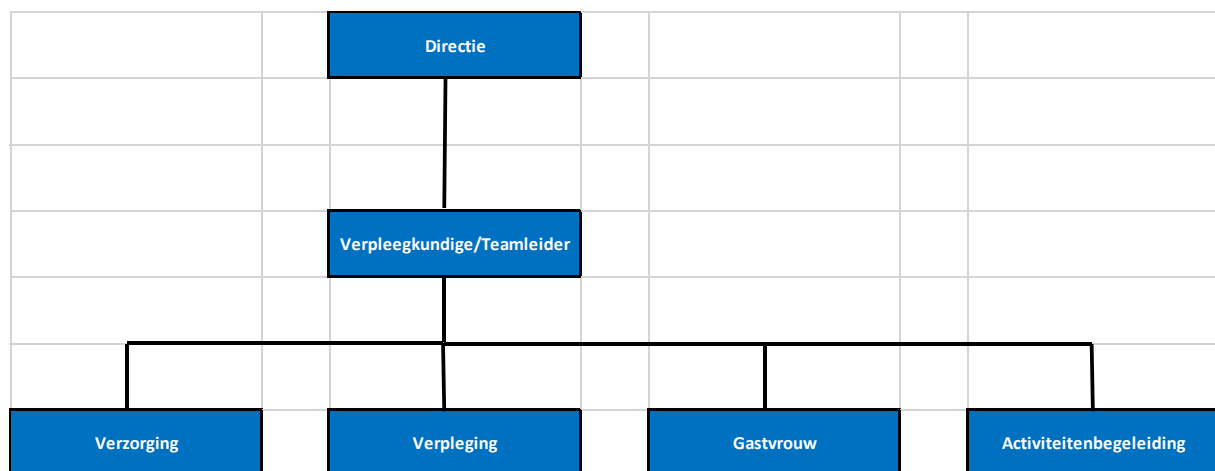 Directie
Verpleegkundige/Teamleider
Verzorging
Verpleging
Gastvrouw
Activiteitenbegeleiding